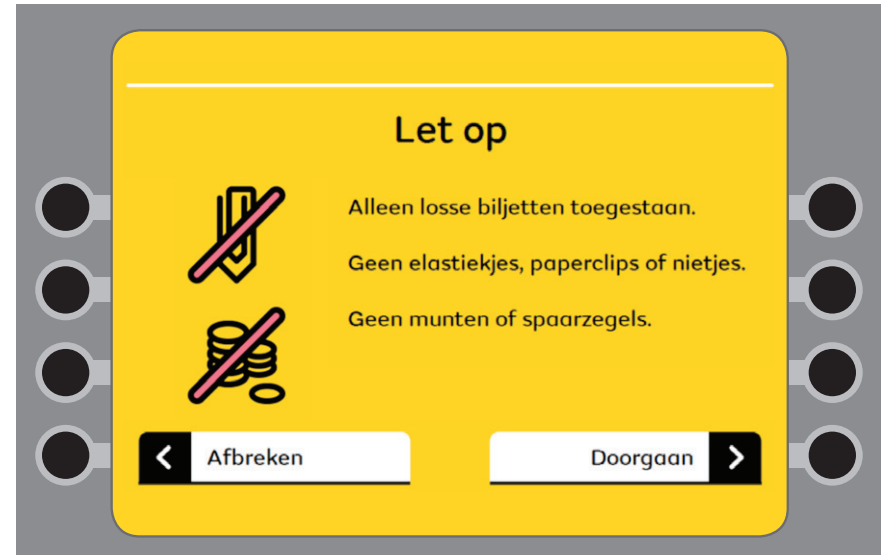 Let op
Alleen losse biljetten toegestaan.
Geen elastiekjes, paperclips of nietjes.
Geen munten of spaarzegels.
Afbreken
Doorgaan